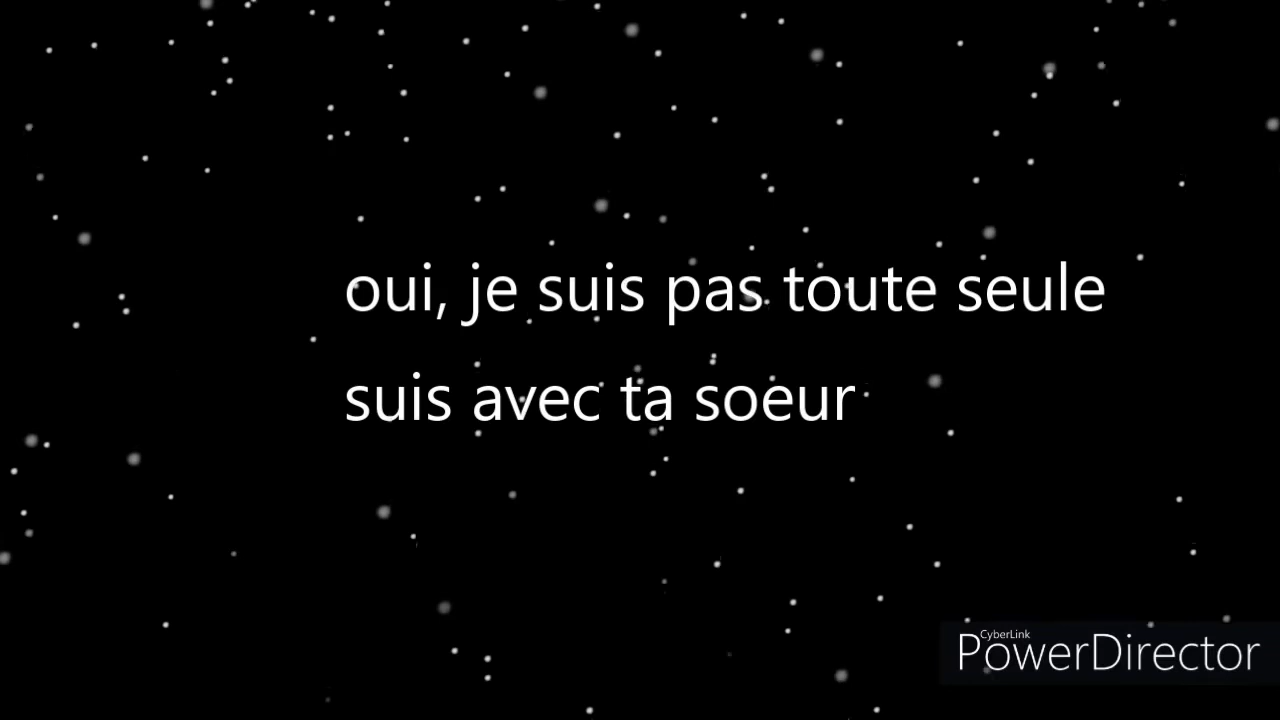 oui, je suis pas toute seule
suis avec ta soeur
CyberLink
PowerDirector